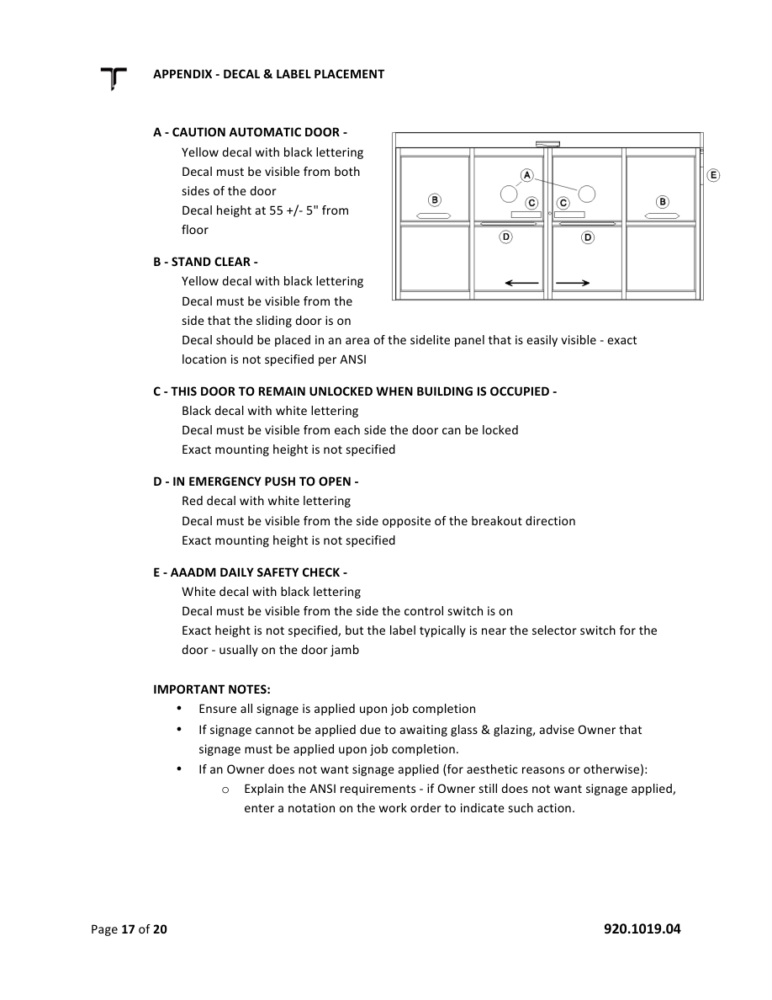 APPENDIX - DECAL & LABEL PLACEMENT
A - CAUTION AUTOMATIC DOOR -
Yellow decal with black lettering
Decal must be visible from both
sides of the door
Decal height at 55 +/- 5" from
floor
A
E
B
C
C
B
D
D
B - STAND CLEAR -
Yellow decal with black lettering
Decal must be visible from the
side that the sliding door is on
Decal should be placed in an area of the sidelite panel that is easily visible - exact
location is not specified per ANSI
C - THIS DOOR TO REMAIN UNLOCKED WHEN BUILDING IS OCCUPIED -
Black decal with white lettering
Decal must be visible from each side the door can be locked
Exact mounting height is not specified
D - IN EMERGENCY PUSH TO OPEN -
Red decal with white lettering
Decal must be visible from the side opposite of the breakout direction
Exact mounting height is not specified
E - AAADM DAILY SAFETY CHECK -
White decal with black lettering
Decal must be visible from the side the control switch is on
Exact height is not specified, but the label typically is near the selector switch for the
door - usually on the door jamb
IMPORTANT NOTES:
• Ensure all signage is applied upon job completion
• If signage cannot be applied due to awaiting glass & glazing, advise Owner that
signage must be applied upon job completion.
• If an Owner does not want signage applied (for aesthetic reasons or otherwise):
o Explain the ANSI requirements - if Owner still does not want signage applied,
enter a notation on the work order to indicate such action.
Page 17 of 20
920.1019.04